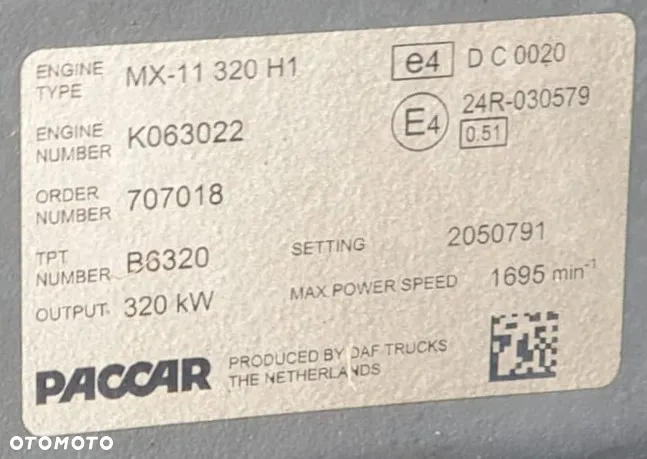 ENGINE TYPE MX-11 320 H1
e4 D C 0020
ENGINE NUMBER K063022
E4 24R-030579
0.51
ORDER NUMBER 707018
TPT NUMBER B6320
SETTING 2050791
OUTPUT 320 kW
MAX POWER SPEED 1695 min⁻¹
PACCAR
PRODUCED BY DAF TRUCKS
THE NETHERLANDS
OTOMOTO